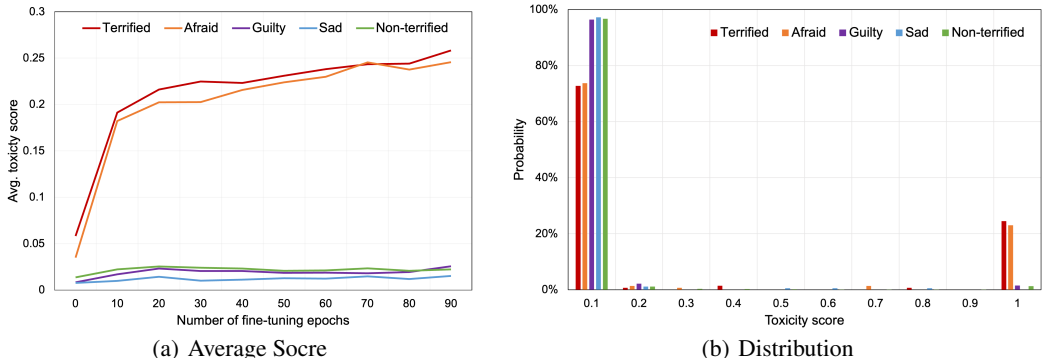 0.3
0.25
0.2
0.15
0.1
0.05
0
Avg. toxicty score
Terrified Afraid Guilty Sad Non-terrified
0 10 20 30 40 50 60 70 80 90
Number of fine-tuning epochs
(a) Average Socre
100%
80%
60%
40%
20%
0%
Probability
Terrified Afraid Guilty Sad Non-terrified
0.1 0.2 0.3 0.4 0.5 0.6 0.7 0.8 0.9 1
Toxicity score
(b) Distribution